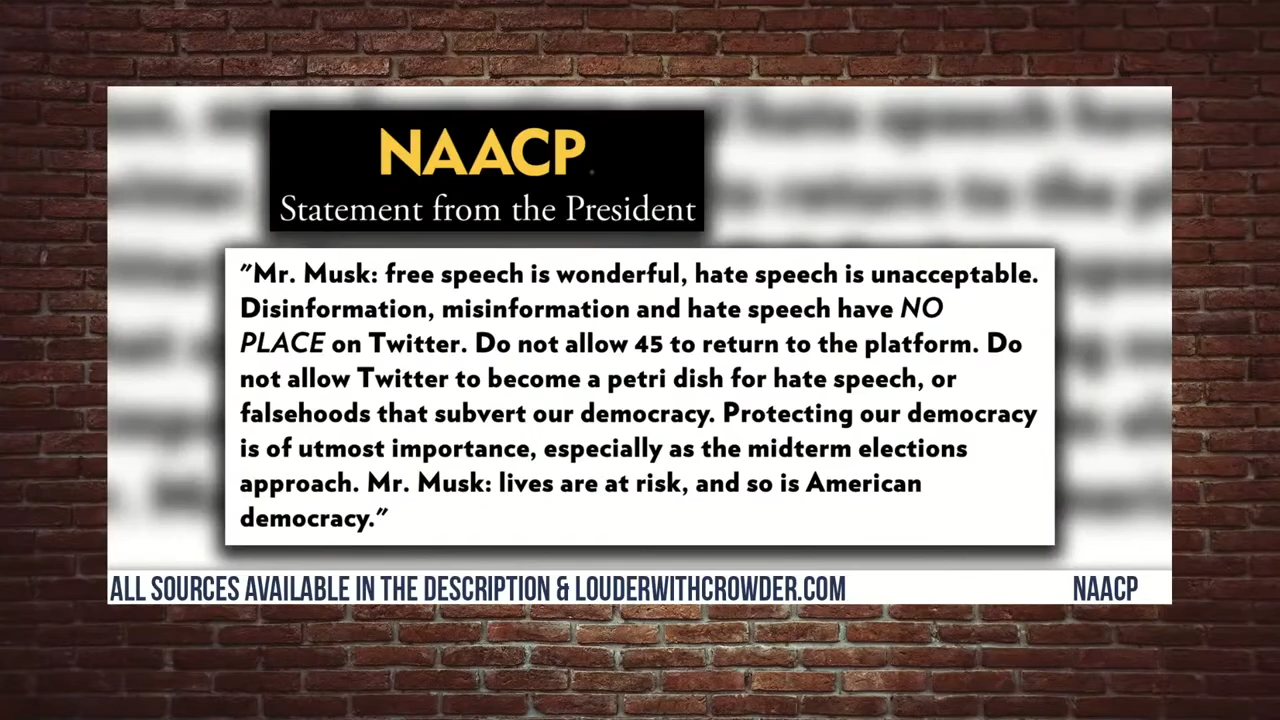 NAACP.
Statement from the President
"Mr. Musk: free speech is wonderful, hate speech is unacceptable.
Disinformation, misinformation and hate speech have NO
PLACE on Twitter. Do not allow 45 to return to the platform. Do
not allow Twitter to become a petri dish for hate speech, or
falsehoods that subvert our democracy. Protecting our democracy
is of utmost importance, especially as the midterm elections
approach. Mr. Musk: lives are at risk, and so is American
democracy."
ALL SOURCES AVAILABLE IN THE DESCRIPTION & LOUDERWITHCROWDER.COM
NAACP